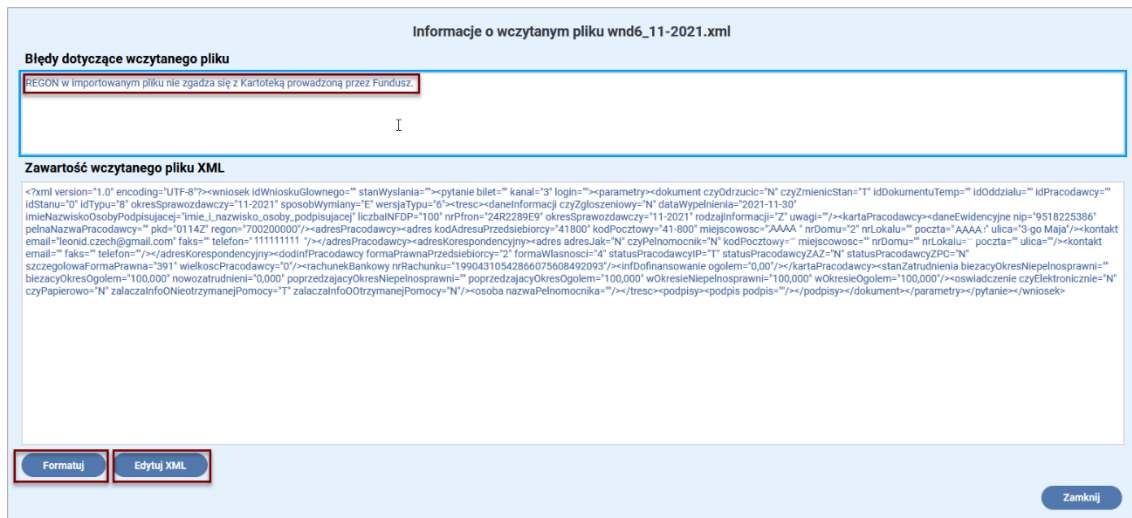 Informacje o wczytanym pliku wnd6_11-2021.xml
Błędy dotyczące wczytanego pliku
REGON w importowanym pliku nie zgadza się z Kartoteką prowadzoną przez Fundusz.
Zawartość wczytanego pliku XML
<?xml version="1.0" encoding="UTF-8"?><wniosek idWnioskuGlownego="" stanWyslania=""><pytanie bilet="" kanal="3" login=""><parametry><dokument czyOdrzucic="N" czyZmienicStan="T" idDokumentuTemp="" idOddzialu="" idPracodawcy=""
idStanu="0" idTypu="8" okresSprawozdawczy="11-2021" sposobWymiany="E" wersjaTypu="6"><tresc><daneInformacji czyZgloszeniowy="N" dataWypelnienia="2021-11-30"
imieNazwiskoOsobyPodpisujacej="imie_i_nazwisko_osoby_podpisujacej" liczbaINFDP="100" nrPfron="24R2289E9" okresSprawozdawczy="11-2021" rodzajInformacji="Z" uwagi=""/><kartaPracodawcy><daneEwidencyjne nip="9518225386"
pelnaNazwaPracodawcy="" pkd="0114Z" regon="700200000"/><adresPracodawcy><adres kodAdresuPrzedsiebiorcy="41800" kodPocztowy="41-800" miejscowosc="AAAA " nrDomu="2" nrLokalu="" poczta="AAAA" ulica="3-go Maja"/><kontakt
email="leonid.czech@gmail.com" faks="" telefon="111111111 "/></adresPracodawcy><adresKorespondencyjny><adres adresJak="N" czyPelnomocnik="N" kodPocztowy="" miejscowosc="" nrDomu="" nrLokalu="" poczta="" ulica=""/><kontakt
email="" faks="" telefon=""/></adresKorespondencyjny><dodInfPracodawcy formaPrawnaPrzedsiebiorcy="2" formaWlasnosci="4" statusPracodawcyIP="T" statusPracodawcyZAZ="N" statusPracodawcyZPC="N"
szczegolowaFormaPrawna="391" wielkoscPracodawcy="0"/><rachunekBankowy nrRachunku="19904310542866075608492093"/><infDofinansowanie ogolem="0,00"/></kartaPracodawcy><stanZatrudnienia biezacyOkresNiepelnosprawni=""
biezacyOkresOgolem="100,000" nowozatrudnieni="0,000" poprzedzajacyOkresNiepelnosprawni="" poprzedzajacyOkresOgolem="100,000" wOkresieNiepelnosprawni="100,000" wOkresieOgolem="100,000"/><oswiadczenie czyElektronicznie="N"
czyPapierowo="N" zalaczaInfoONieotrzymanejPomocy="T" zalaczaInfoOOtrzymanejPomocy="N"/><osoba nazwaPelnomocnika=""/></tresc><podpisy><podpis podpis=""/></podpisy></dokument></parametry></pytanie></wniosek>
Formatuj Edytuj XML
Zamknij